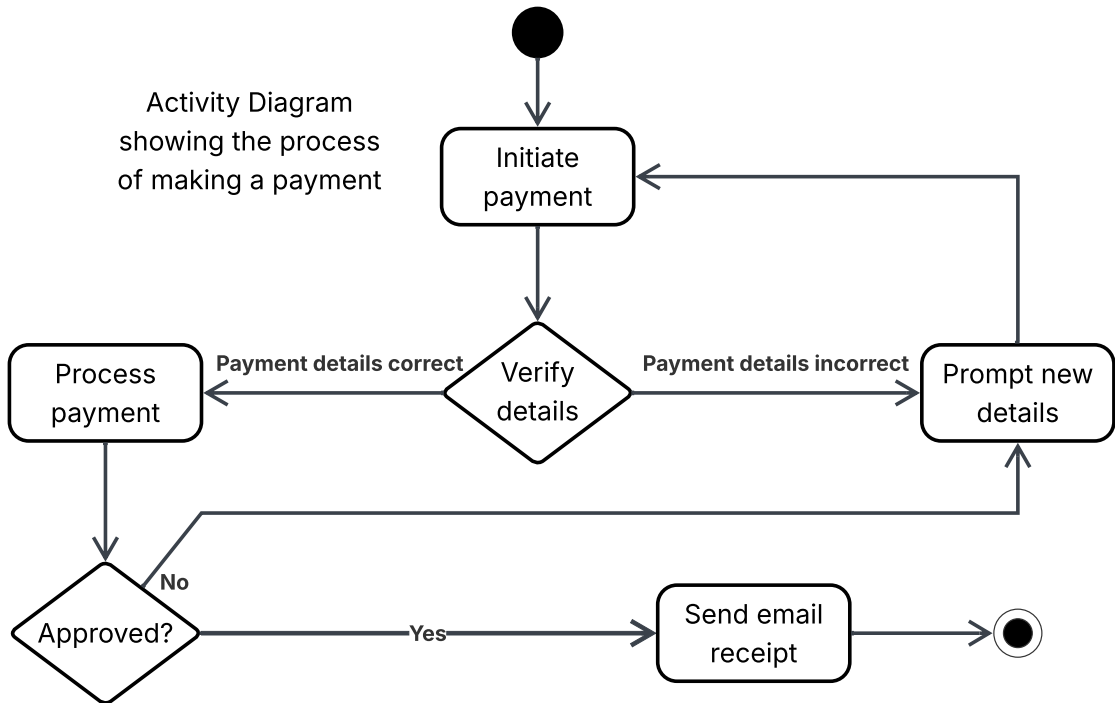 Activity Diagram
showing the process
of making a payment
Initiate
payment
Payment details correct
Verify
details
Payment details incorrect
Process
payment
Prompt new
details
No
Approved?
Yes
Send email
receipt